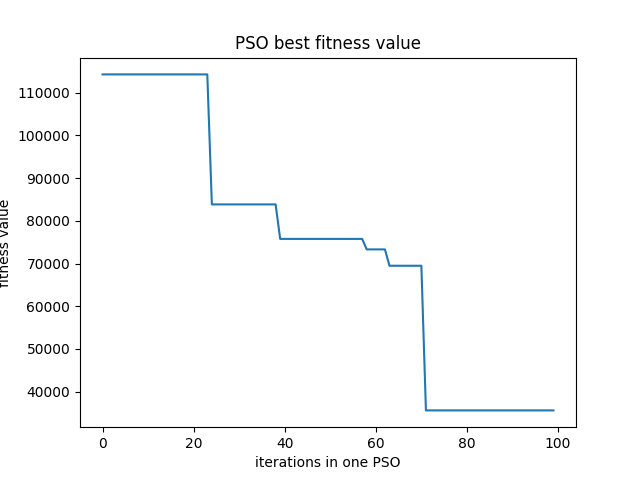 PSO best fitness value
110000
100000
90000
80000
70000
60000
50000
40000
fitness value
0 20 40 60 80 100
iterations in one PSO